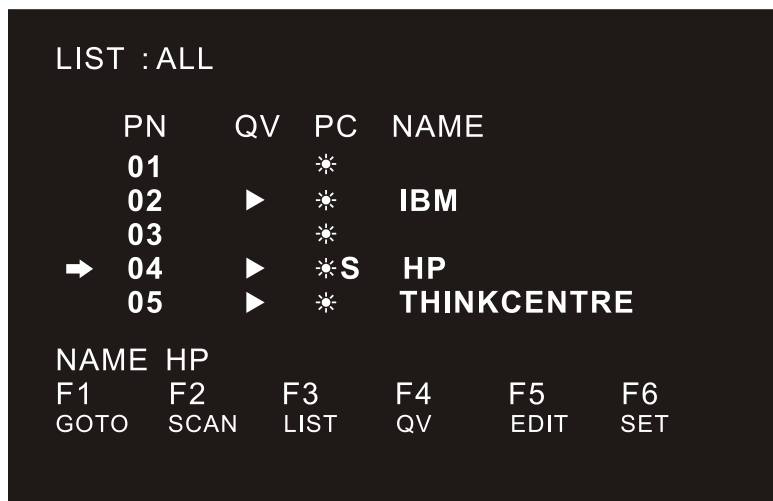 LIST : ALL
PN QV PC NAME
01 ☀
02 ▶ ☀ IBM
03 ☀
➡ 04 ▶ ☀S HP
05 ▶ ☀ THINKCENTRE
NAME HP
F1 F2 F3 F4 F5 F6
GOTO SCAN LIST QV EDIT SET